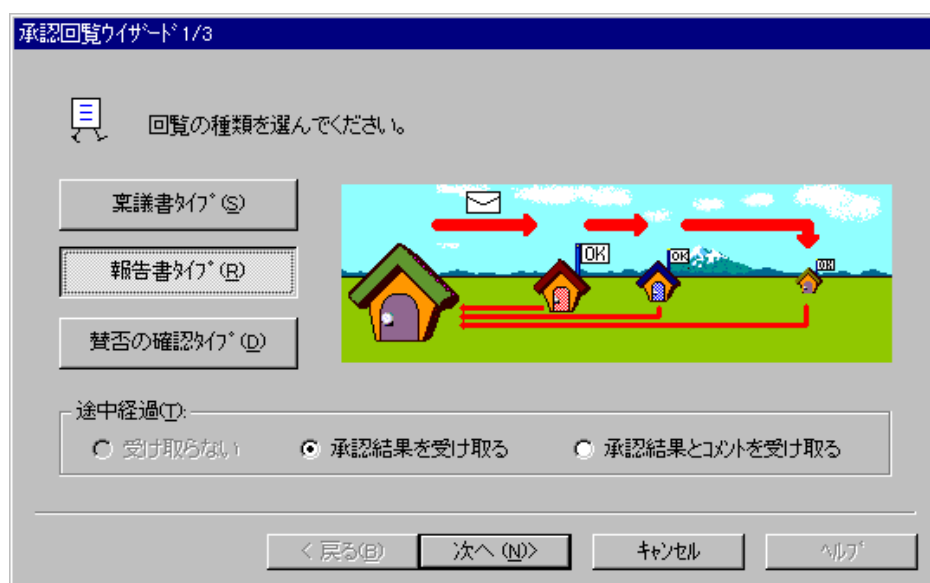 承認回覧ウイザード1/3
回覧の種類を選んでください。
稟議書タイプ(S)
報告書タイプ(R)
賛否の確認タイプ(D)
OK
OK
OK
途中経過(T):
受け取らない
承認結果を受け取る
承認結果とコメントを受け取る
< 戻る(B)
次へ (N)>
キャンセル
ヘルプ